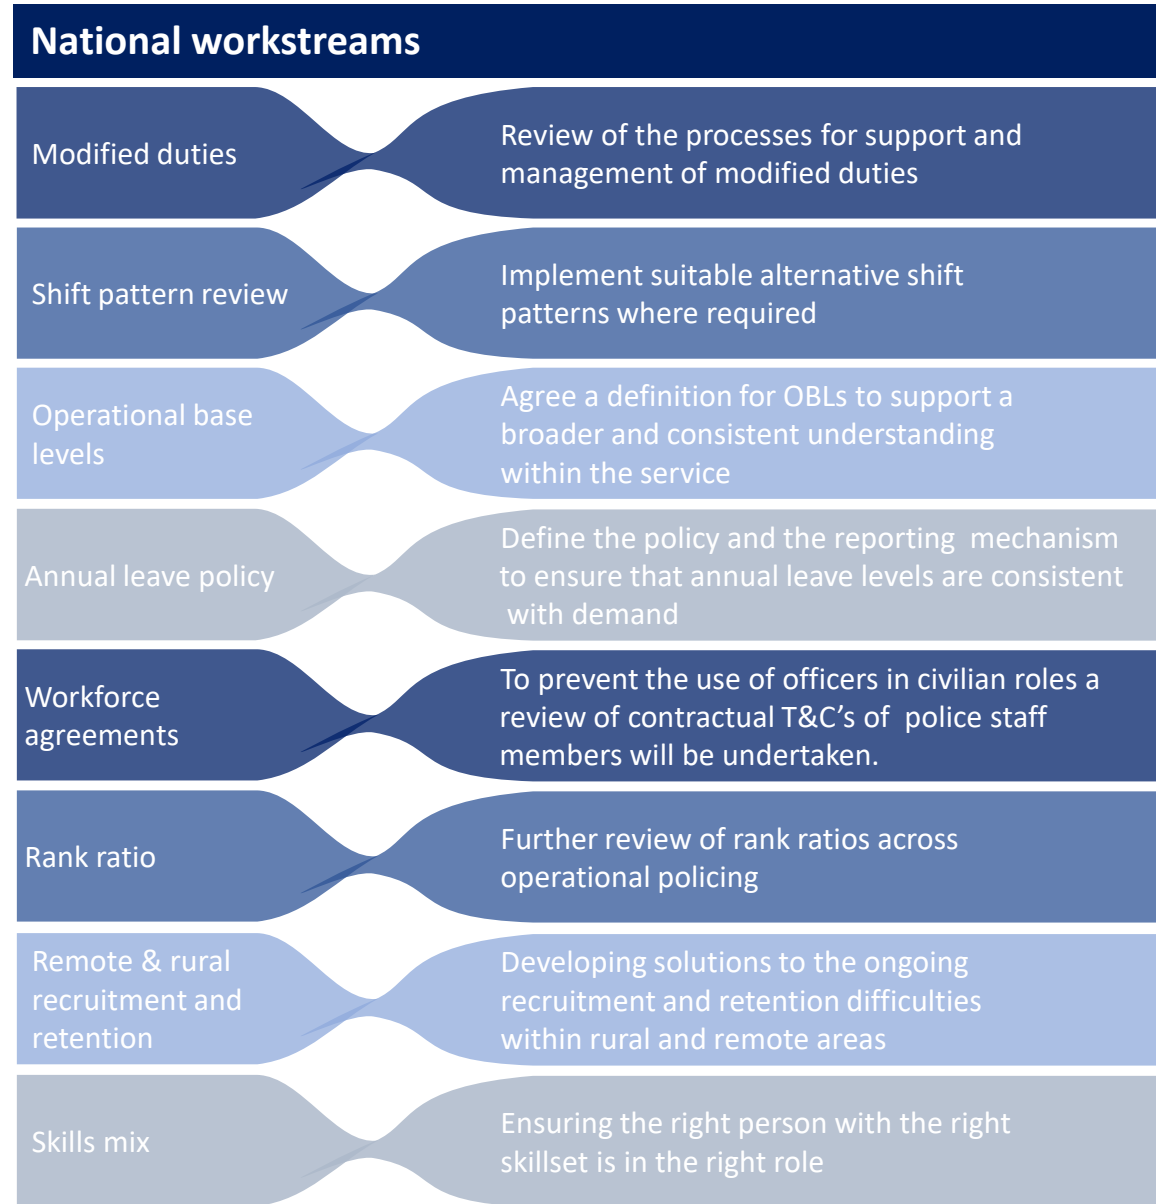 National workstreams
Modified duties
Review of the processes for support and
management of modified duties
Shift pattern review
Implement suitable alternative shift
patterns where required
Operational base
levels
Agree a definition for OBLs to support a
broader and consistent understanding
within the service
Annual leave policy
Define the policy and the reporting  mechanism
to ensure that annual leave levels are consistent
with demand
Workforce
agreements
To prevent the use of officers in civilian roles a
review of contractual T&C’s of  police staff
members will be undertaken.
Rank ratio
Further review of rank ratios across
operational policing
Remote & rural
recruitment and
retention
Developing solutions to the ongoing
recruitment and retention difficulties
within rural and remote areas
Skills mix
Ensuring the right person with the right
skillset is in the right role